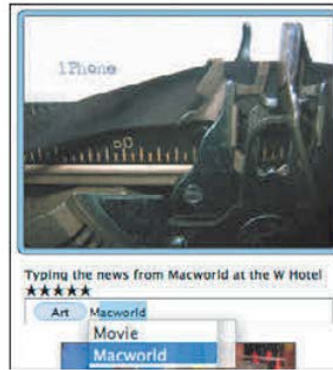 1Phone
Typing the news from Macworld at the W Hotel
★★★★★
Art Macworld
Movie
Macworld